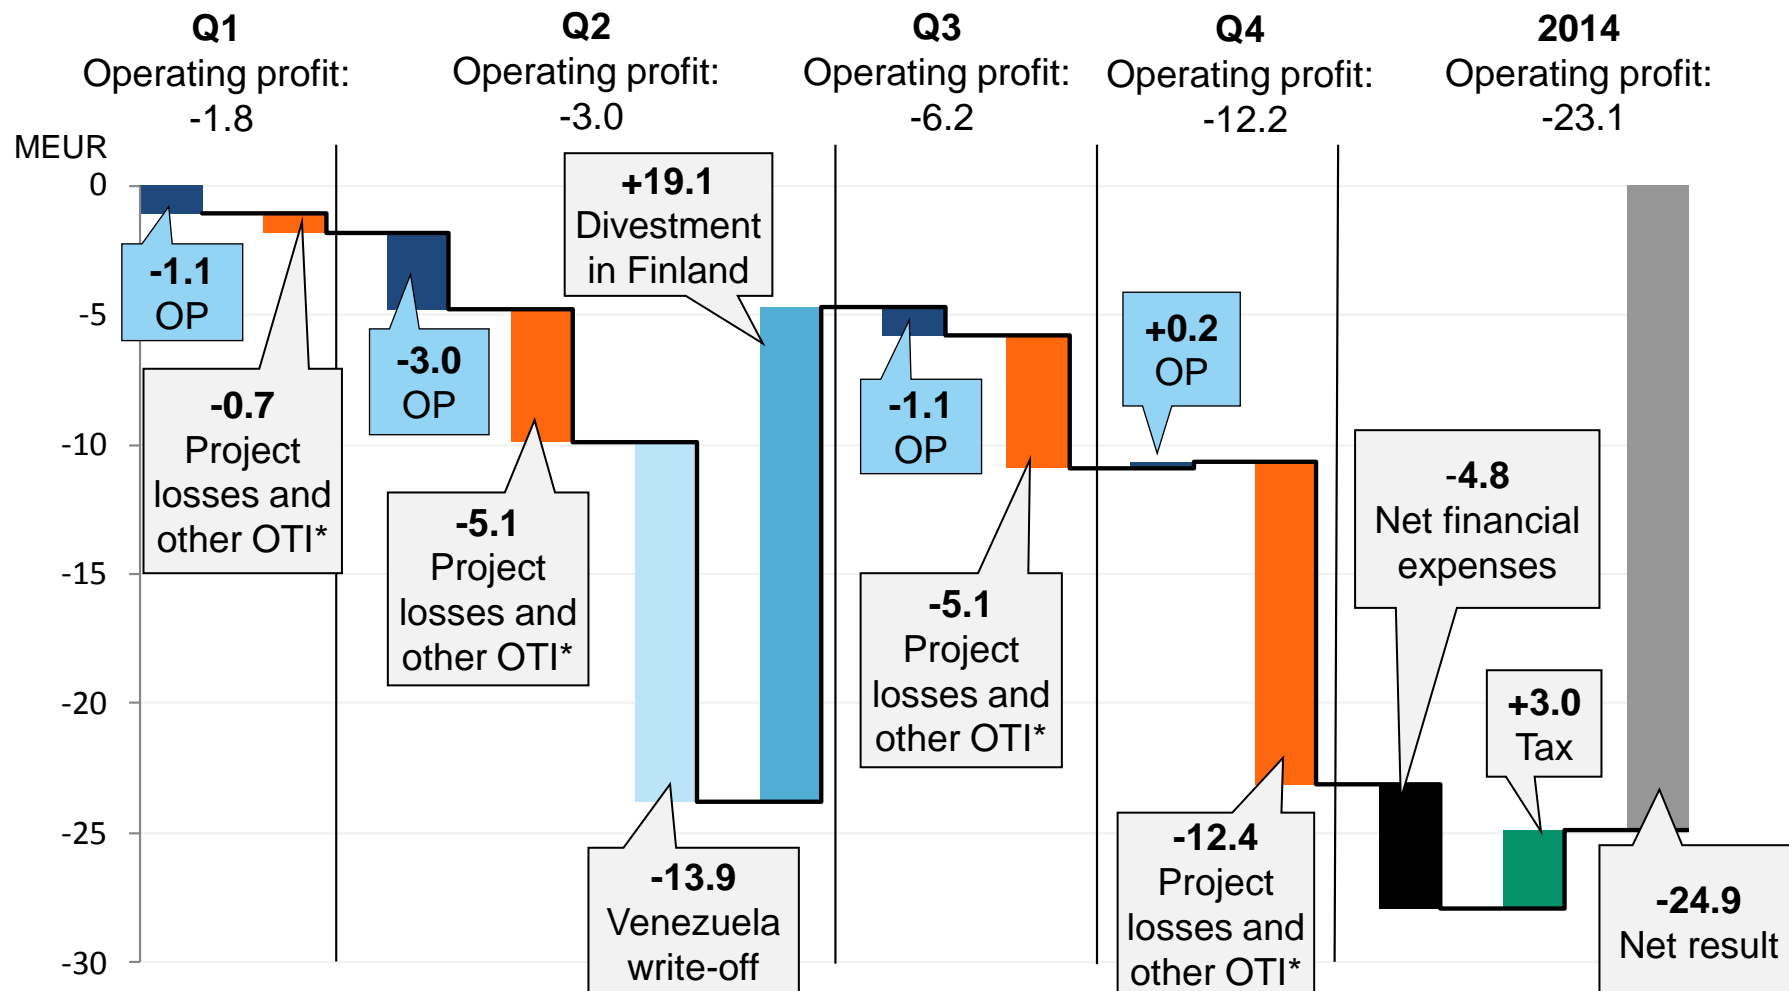 Q1
Operating profit:
-1.8
Q2
Operating profit:
-3.0
Q3
Operating profit:
-6.2
Q4
Operating profit:
-12.2
2014
Operating profit:
-23.1
MEUR
0
-5
-10
-15
-20
-25
-30
-1.1
OP
-0.7
Project
losses and
other OTI*
-3.0
OP
-5.1
Project
losses and
other OTI*
-13.9
Venezuela
write-off
+19.1
Divestment
in Finland
-1.1
OP
-5.1
Project
losses and
other OTI*
+0.2
OP
-12.4
Project
losses and
other OTI*
-4.8
Net financial
expenses
+3.0
Tax
-24.9
Net result